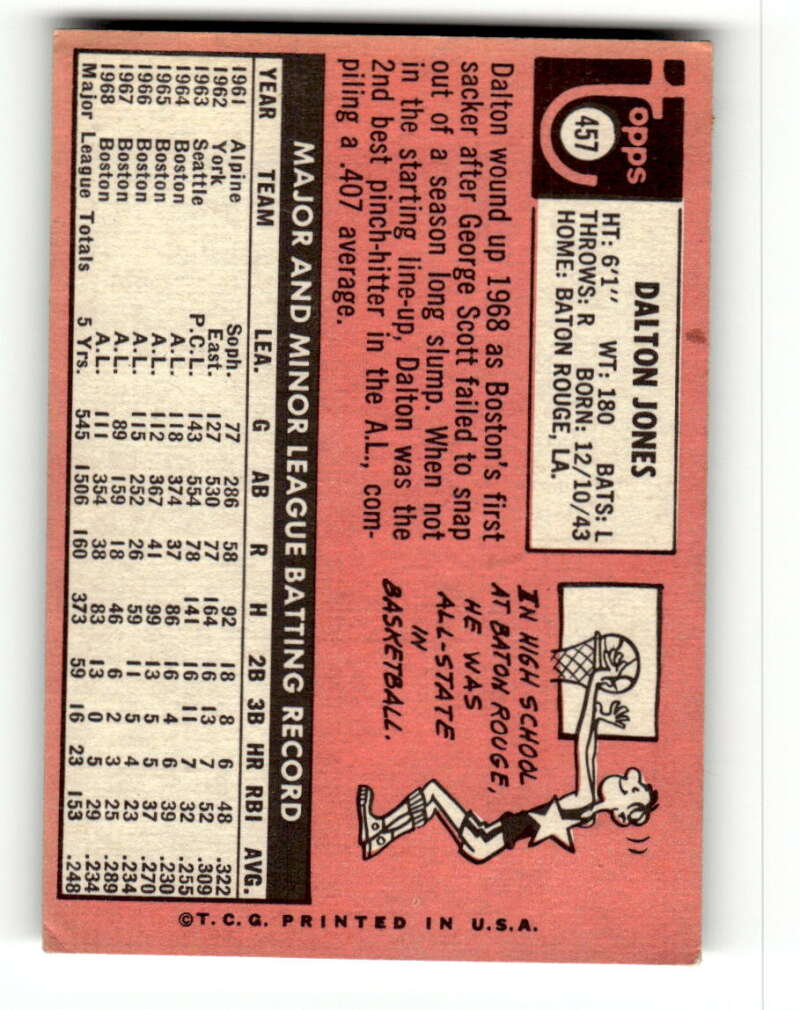 Topps
457
DALTON JONES
HT: 6'1" WT: 180 BATS: L
THROWS: R BORN: 12/10/43
HOME: BATON ROUGE, LA.
Dalton wound up 1968 as Boston's first
sacker after George Scott failed to snap
out of a season long slump. When not
in the starting line-up, Dalton was the
2nd best pinch-hitter in the A.L., com-
piling a .407 average.
IN HIGH SCHOOL
AT BATON ROUGE,
HE WAS
ALL-STATE
IN
BASKETBALL.
MAJOR AND MINOR LEAGUE BATTING RECORD
YEAR TEAM LEA. G AB R H 2B 3B HR RBI AVG.
1961 Alpine Soph. 77 286 58 92 18 8 6 48 .322
1962 York East. 127 530 77 164 16 13 7 52 .309
1963 Seattle P.C.L. 143 554 78 141 16 11 7 32 .255
1964 Boston A.L. 118 374 37 86 16 4 6 39 .230
1965 Boston A.L. 112 367 41 99 13 5 5 37 .270
1966 Boston A.L. 115 252 26 59 11 5 4 23 .234
1967 Boston A.L. 89 159 18 46 6 2 3 25 .289
1968 Boston A.L. 111 354 38 83 13 0 5 29 .234
Major League Totals 5 Yrs. 545 1506 160 373 59 16 23 153 .248
©T.C.G. PRINTED IN U.S.A.